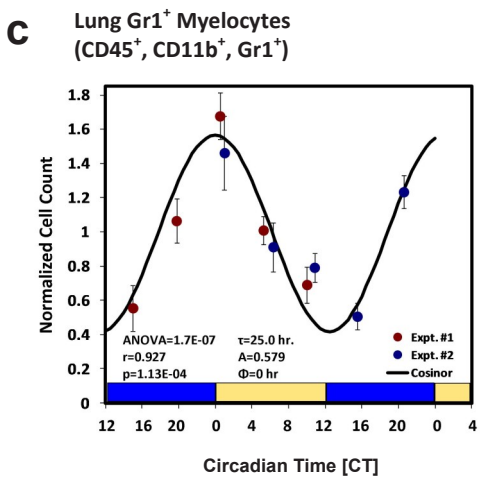 C
Lung Gr1⁺ Myelocytes
(CD45⁺, CD11b⁺, Gr1⁺)
Normalized Cell Count
1.8
1.6
1.4
1.2
1
0.8
0.6
0.4
0.2
0
ANOVA=1.7E-07 τ=25.0 hr.
r=0.927 A=0.579
p=1.13E-04 Φ=0 hr
Expt. #1
Expt. #2
Cosinor
12 16 20 0 4 8 12 16 20 0 4
Circadian Time [CT]